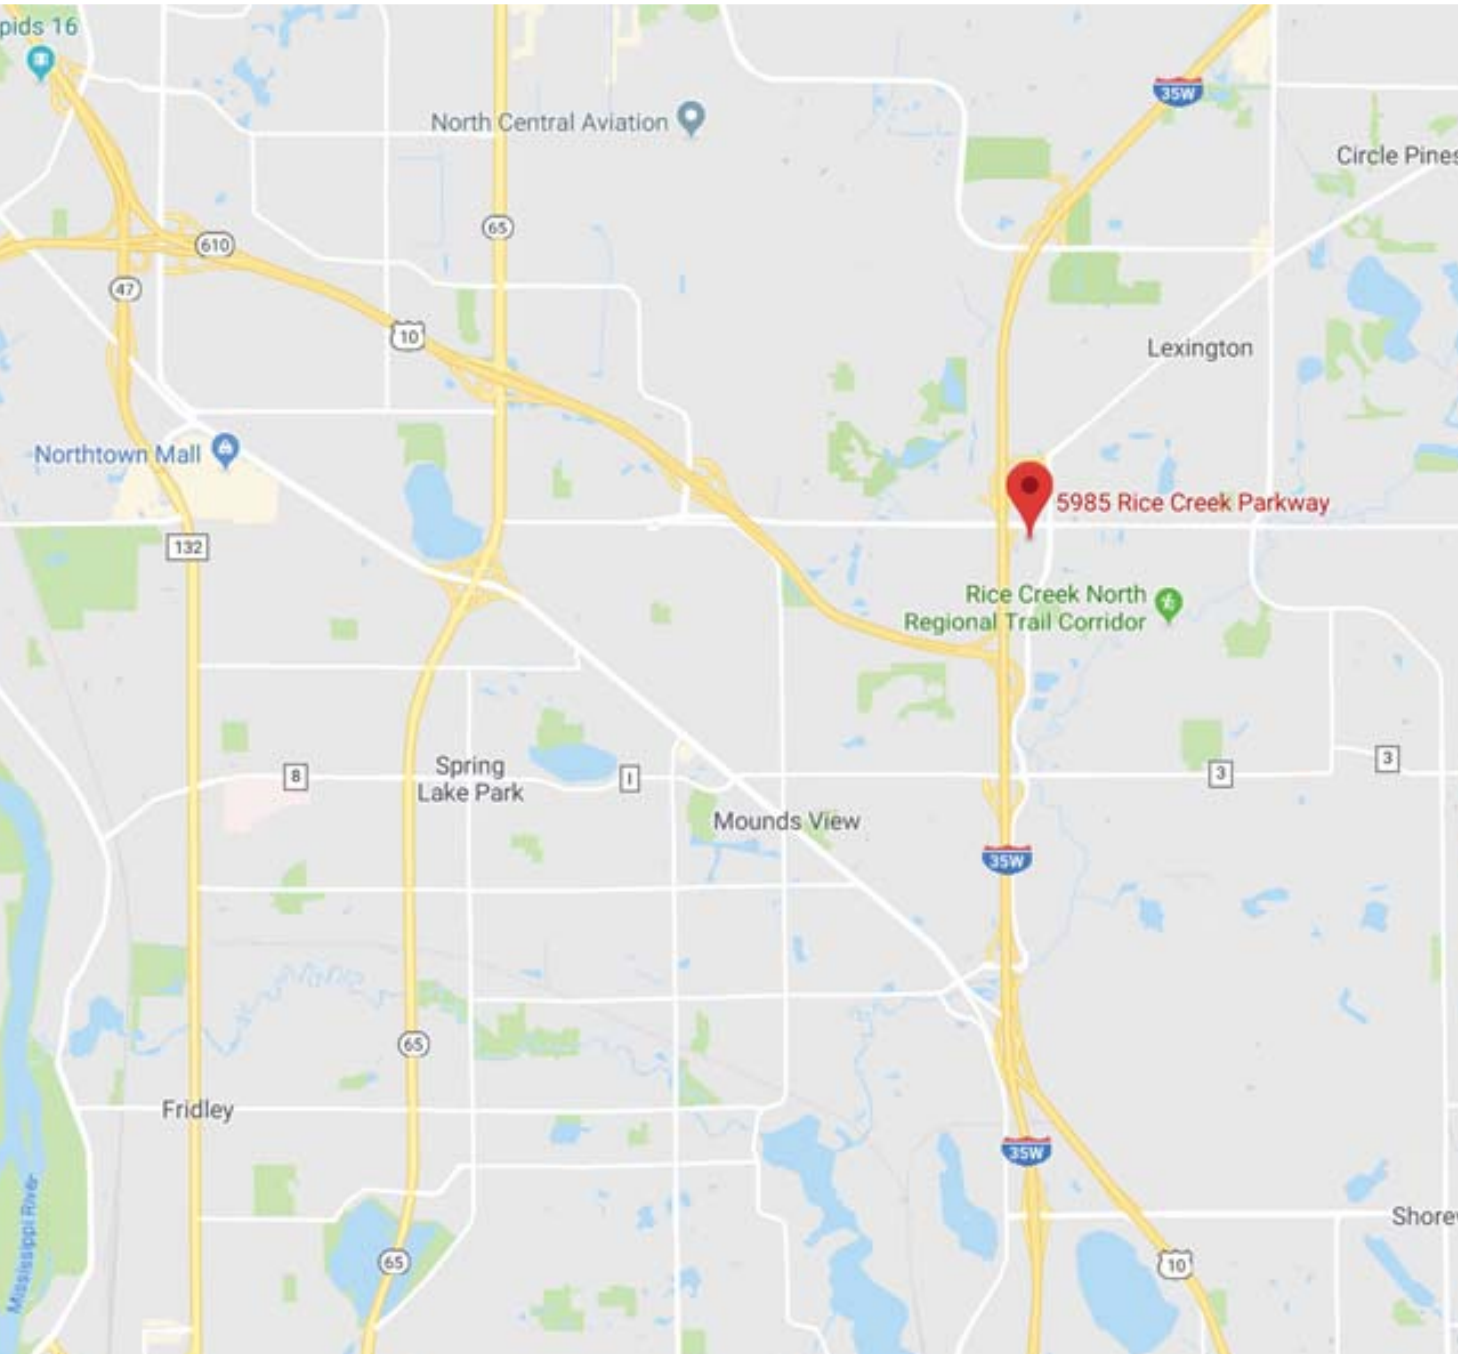 pids 16
35W
North Central Aviation
Circle Pines
65
610
47
10
Lexington
Northtown Mall
5985 Rice Creek Parkway
132
Rice Creek North
Regional Trail Corridor
8
Spring
Lake Park
I
3
3
Mounds View
35W
65
Fridley
35W
Mississippi River
Shore
65
10